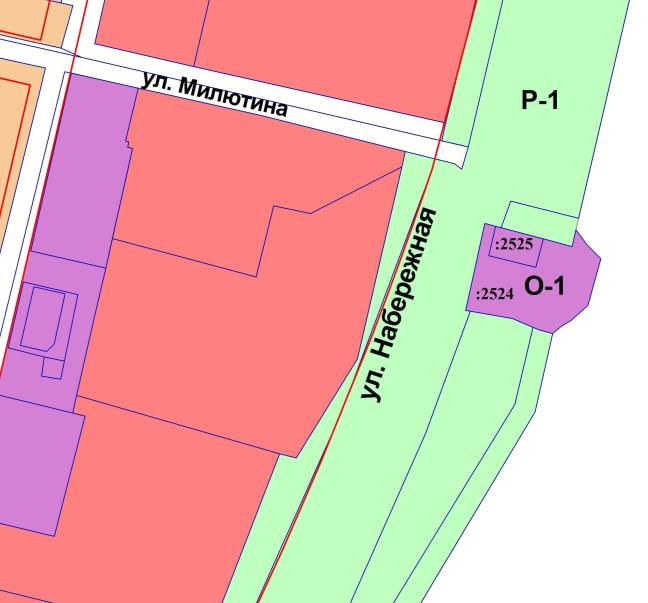 ул. Милютина
Р-1
ул. Набережная
:2525
:2524
О-1